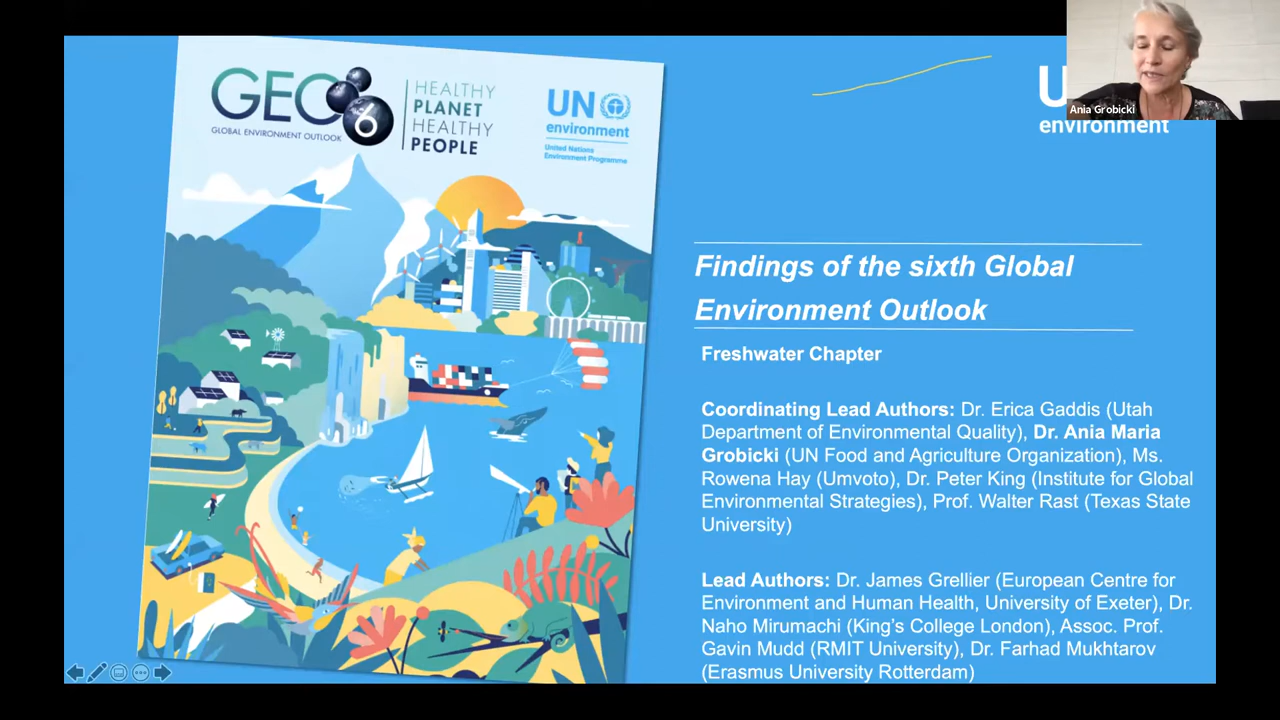 GEO 6
GLOBAL ENVIRONMENT OUTLOOK
HEALTHY
PLANET
HEALTHY
PEOPLE
UN
environment
United Nations
Environment Programme
Ania Grobicki
U
environment
Findings of the sixth Global
Environment Outlook
Freshwater Chapter
Coordinating Lead Authors: Dr. Erica Gaddis (Utah
Department of Environmental Quality), Dr. Ania Maria
Grobicki (UN Food and Agriculture Organization), Ms.
Rowena Hay (Umvoto), Dr. Peter King (Institute for Global
Environmental Strategies), Prof. Walter Rast (Texas State
University)
Lead Authors: Dr. James Grellier (European Centre for
Environment and Human Health, University of Exeter), Dr.
Naho Mirumachi (King’s College London), Assoc. Prof.
Gavin Mudd (RMIT University), Dr. Farhad Mukhtarov
(Erasmus University Rotterdam)